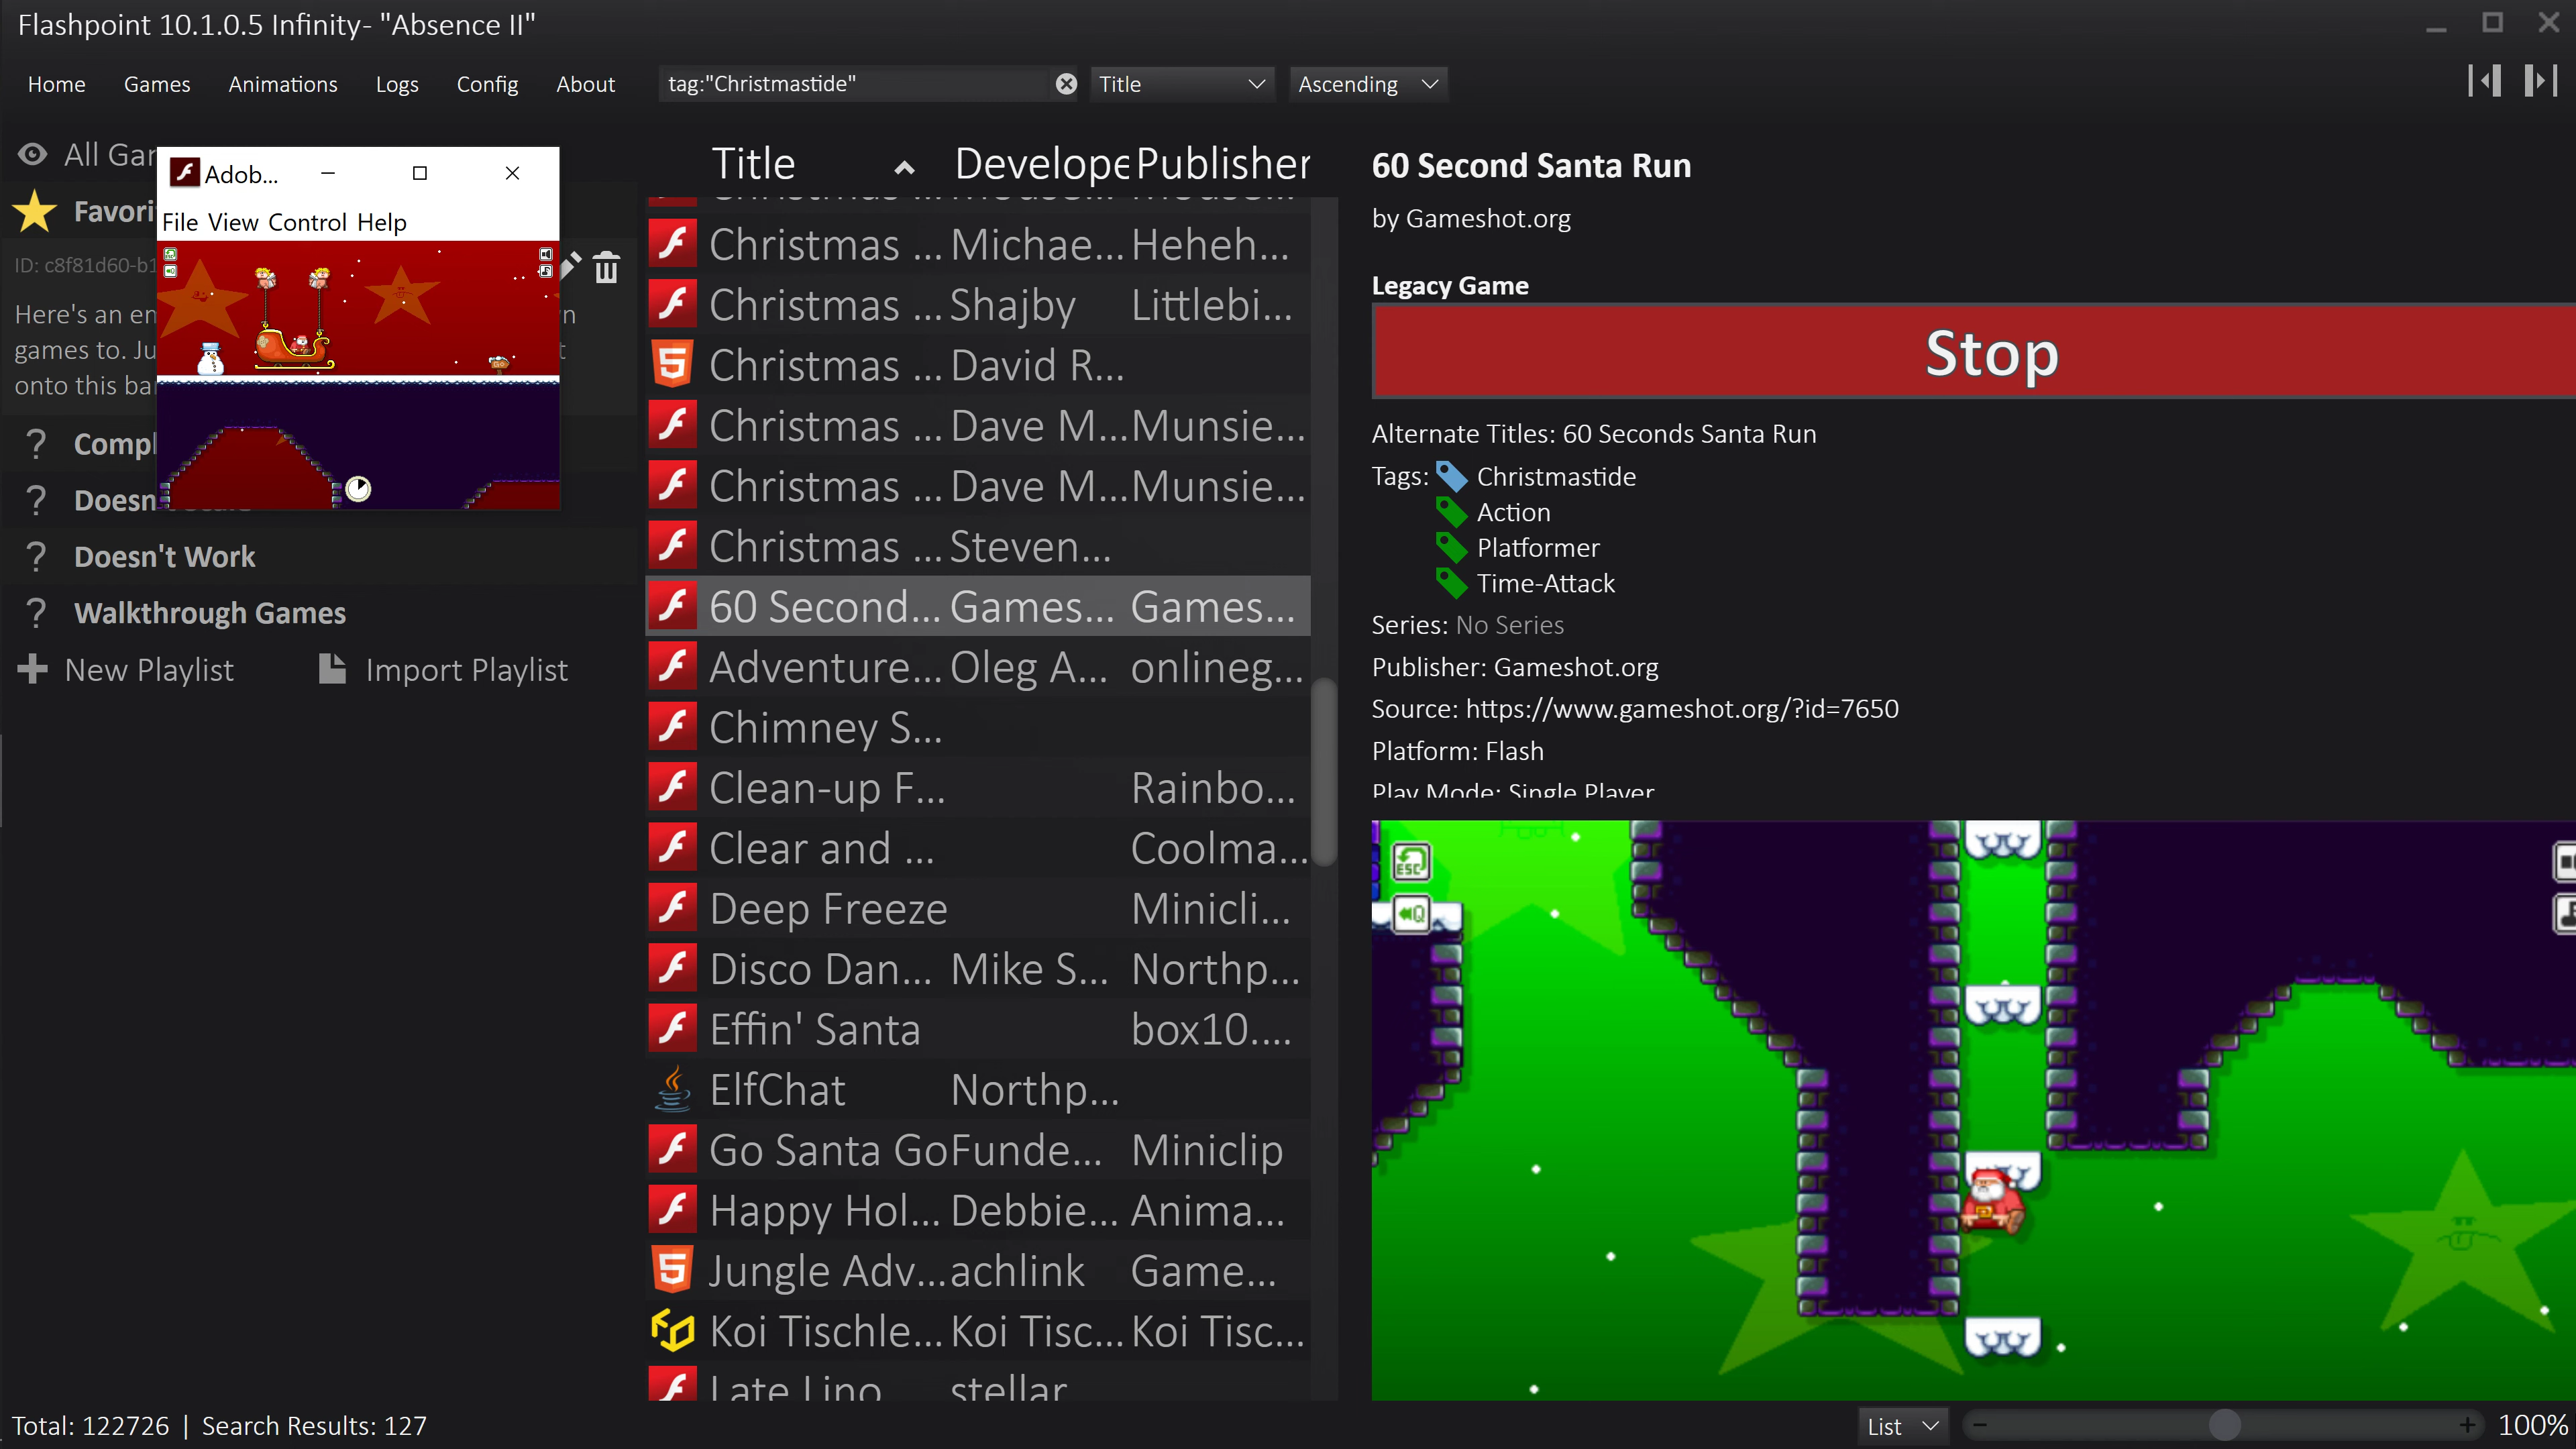 Flashpoint 10.1.0.5 Infinity- "Absence II"
Home Games Animations Logs Config About tag:"Christmastide" Title Ascending
All Gam
Favori
ID: c8f81d60-b1
Here's an em
games to. Ju
onto this ba
Compl
Doesn
Doesn't Work
Walkthrough Games
New Playlist Import Playlist
Adob...
File View Control Help
Title Develope Publisher
Christmas ... Michae... Heheh...
Christmas ... Shajby Littlebi...
Christmas ... David R...
Christmas ... Dave M... Munsie...
Christmas ... Dave M... Munsie...
Christmas ... Steven...
60 Second... Games... Games...
Adventure... Oleg A... onlineg...
Chimney S...
Clean-up F... Rainbo...
Clear and ... Coolma...
Deep Freeze Minicli...
Disco Dan... Mike S... Northp...
Effin' Santa box10....
ElfChat Northp...
Go Santa Go Funde... Miniclip
Happy Hol... Debbie... Anima...
Jungle Adv... achlink Game...
Koi Tischle... Koi Tisc... Koi Tisc...
Late Lino stellar
60 Second Santa Run
by Gameshot.org
Legacy Game
Stop
Alternate Titles: 60 Seconds Santa Run
Tags: Christmastide
Action
Platformer
Time-Attack
Series: No Series
Publisher: Gameshot.org
Source: https://www.gameshot.org/?id=7650
Platform: Flash
Play Mode: Single Player
ESC
Q
Total: 122726 | Search Results: 127
List 100%